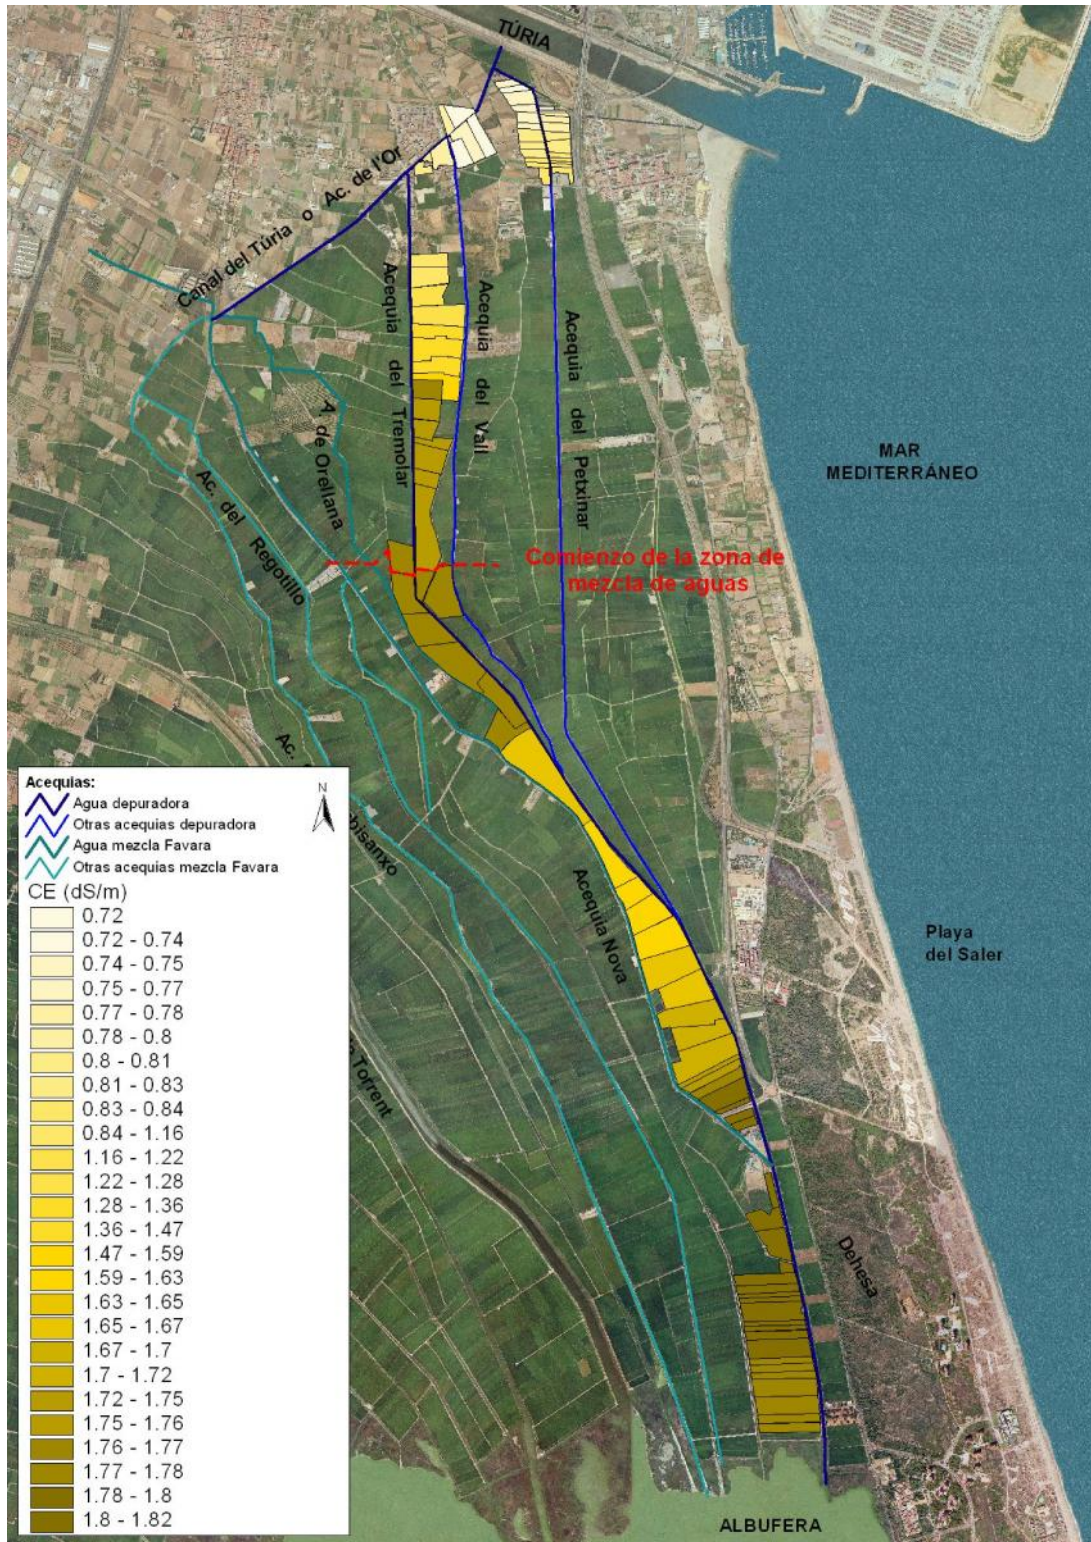 TÚRIA
Canal del Túria o Ac. de l'Or
Acequia del Tremolar
Acequia del Vall
Acequia del Petxinar
A. de Orellana
Ac. del Regotillo
MAR
MEDITERRÁNEO
Comienzo de la zona de
mezcla de aguas
Acequia Nova
Playa
del Saler
Dehesa
Torrent
ALBUFERA
Acequias:
N
Agua depuradora
Otras acequias depuradora
Agua mezcla Favara
Otras acequias mezcla Favara
CE (dS/m)
0.72
0.72 - 0.74
0.74 - 0.75
0.75 - 0.77
0.77 - 0.78
0.78 - 0.8
0.8 - 0.81
0.81 - 0.83
0.83 - 0.84
0.84 - 1.16
1.16 - 1.22
1.22 - 1.28
1.28 - 1.36
1.36 - 1.47
1.47 - 1.59
1.59 - 1.63
1.63 - 1.65
1.65 - 1.67
1.67 - 1.7
1.7 - 1.72
1.72 - 1.75
1.75 - 1.76
1.76 - 1.77
1.77 - 1.78
1.78 - 1.8
1.8 - 1.82